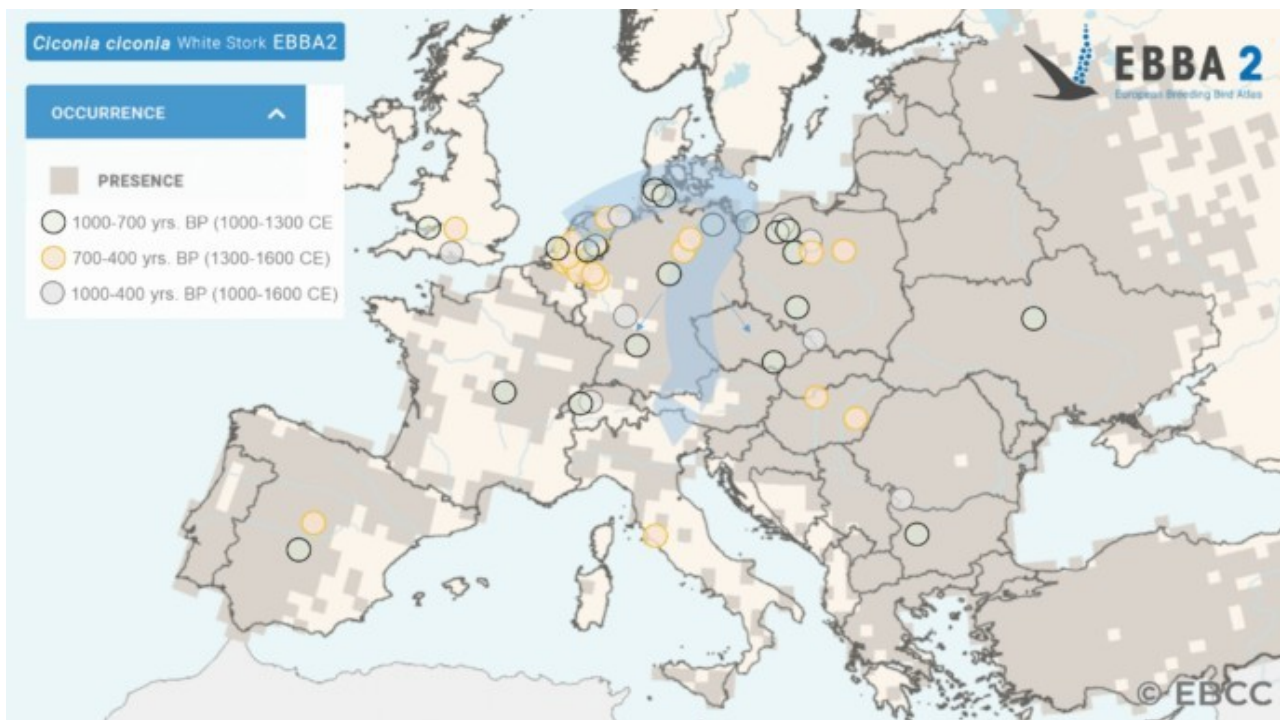 Ciconia ciconia White Stork EBBA2
EBBA 2
European Breeding Bird Atlas
OCCURRENCE
PRESENCE
1000-700 yrs. BP (1000-1300 CE
700-400 yrs. BP (1300-1600 CE)
1000-400 yrs. BP (1000-1600 CE)
© EBCC